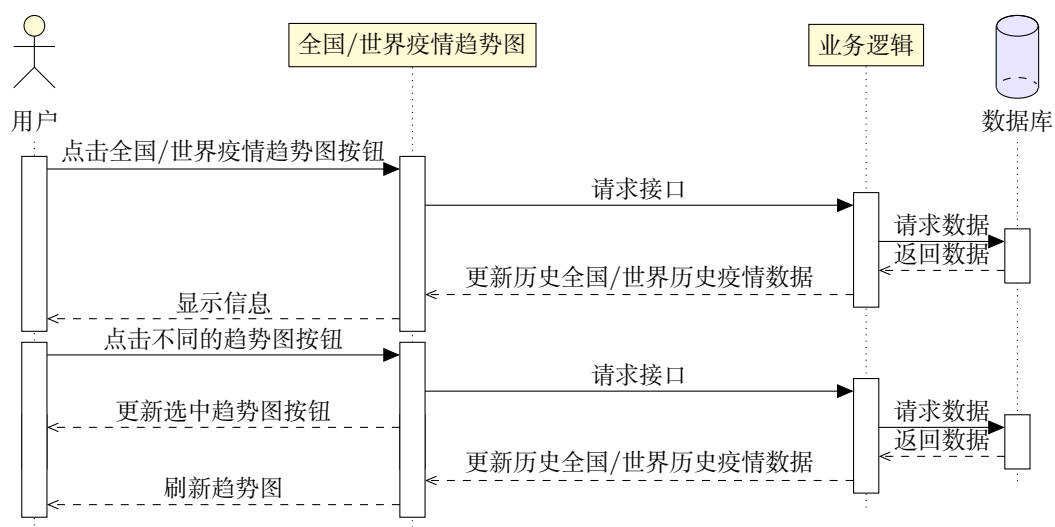 全国/世界疫情趋势图
业务逻辑
用户
数据库
点击全国/世界疫情趋势图按钮
请求接口
请求数据
返回数据
更新历史全国/世界历史疫情数据
显示信息
点击不同的趋势图按钮
请求接口
更新选中趋势图按钮
请求数据
返回数据
更新历史全国/世界历史疫情数据
刷新趋势图